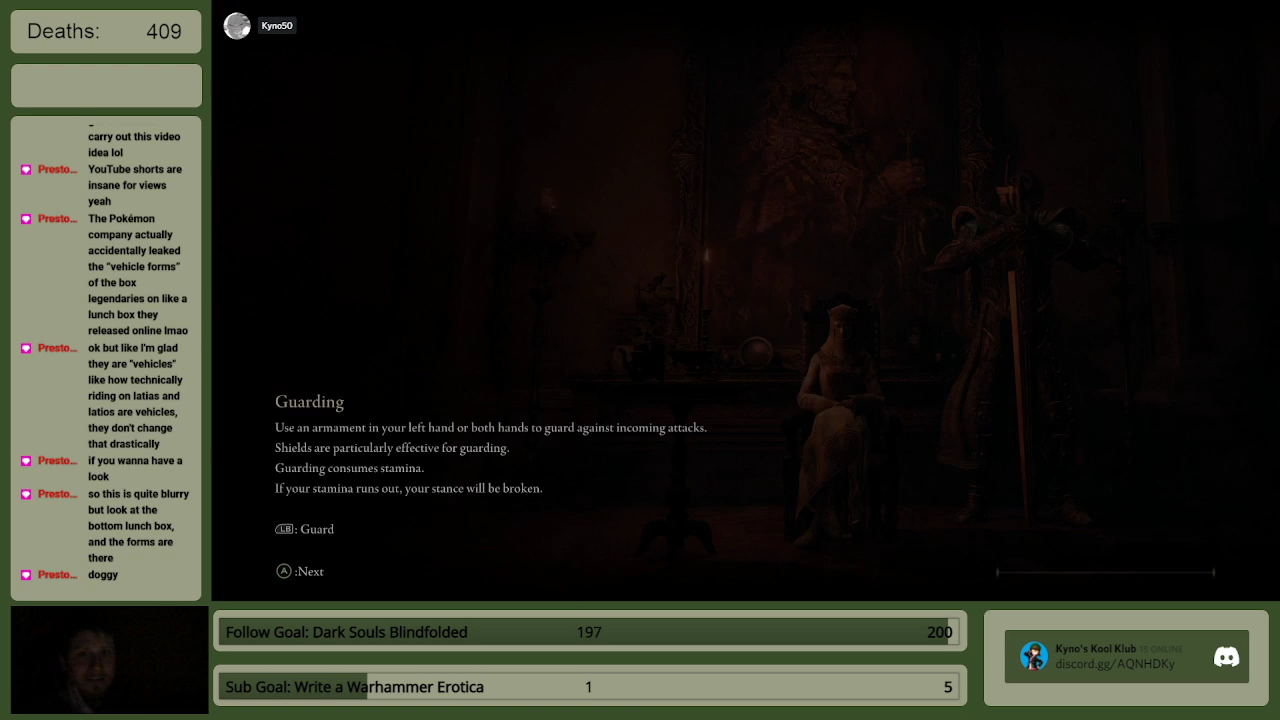 Deaths: 409
Kyno50
carry out this video
idea lol
Presto... YouTube shorts are
insane for views
yeah
Presto... The Pokémon
company actually
accidentally leaked
the “vehicle forms”
of the box
legendaries on like a
lunch box they
released online lmao
Presto... ok but like I'm glad
they are “vehicles”
like how technically
riding on latias and
latios are vehicles,
they don't change
that drastically
Presto... if you wanna have a
look
Presto... so this is quite blurry
but look at the
bottom lunch box,
and the forms are
there
Presto... doggy
Guarding
Use an armament in your left hand or both hands to guard against incoming attacks.
Shields are particularly effective for guarding.
Guarding consumes stamina.
If your stamina runs out, your stance will be broken.
LB : Guard
A :Next
Follow Goal: Dark Souls Blindfolded 197 200
Sub Goal: Write a Warhammer Erotica 1 5
Kyno's Kool Klub 15 ONLINE
discord.gg/AQNHDKy